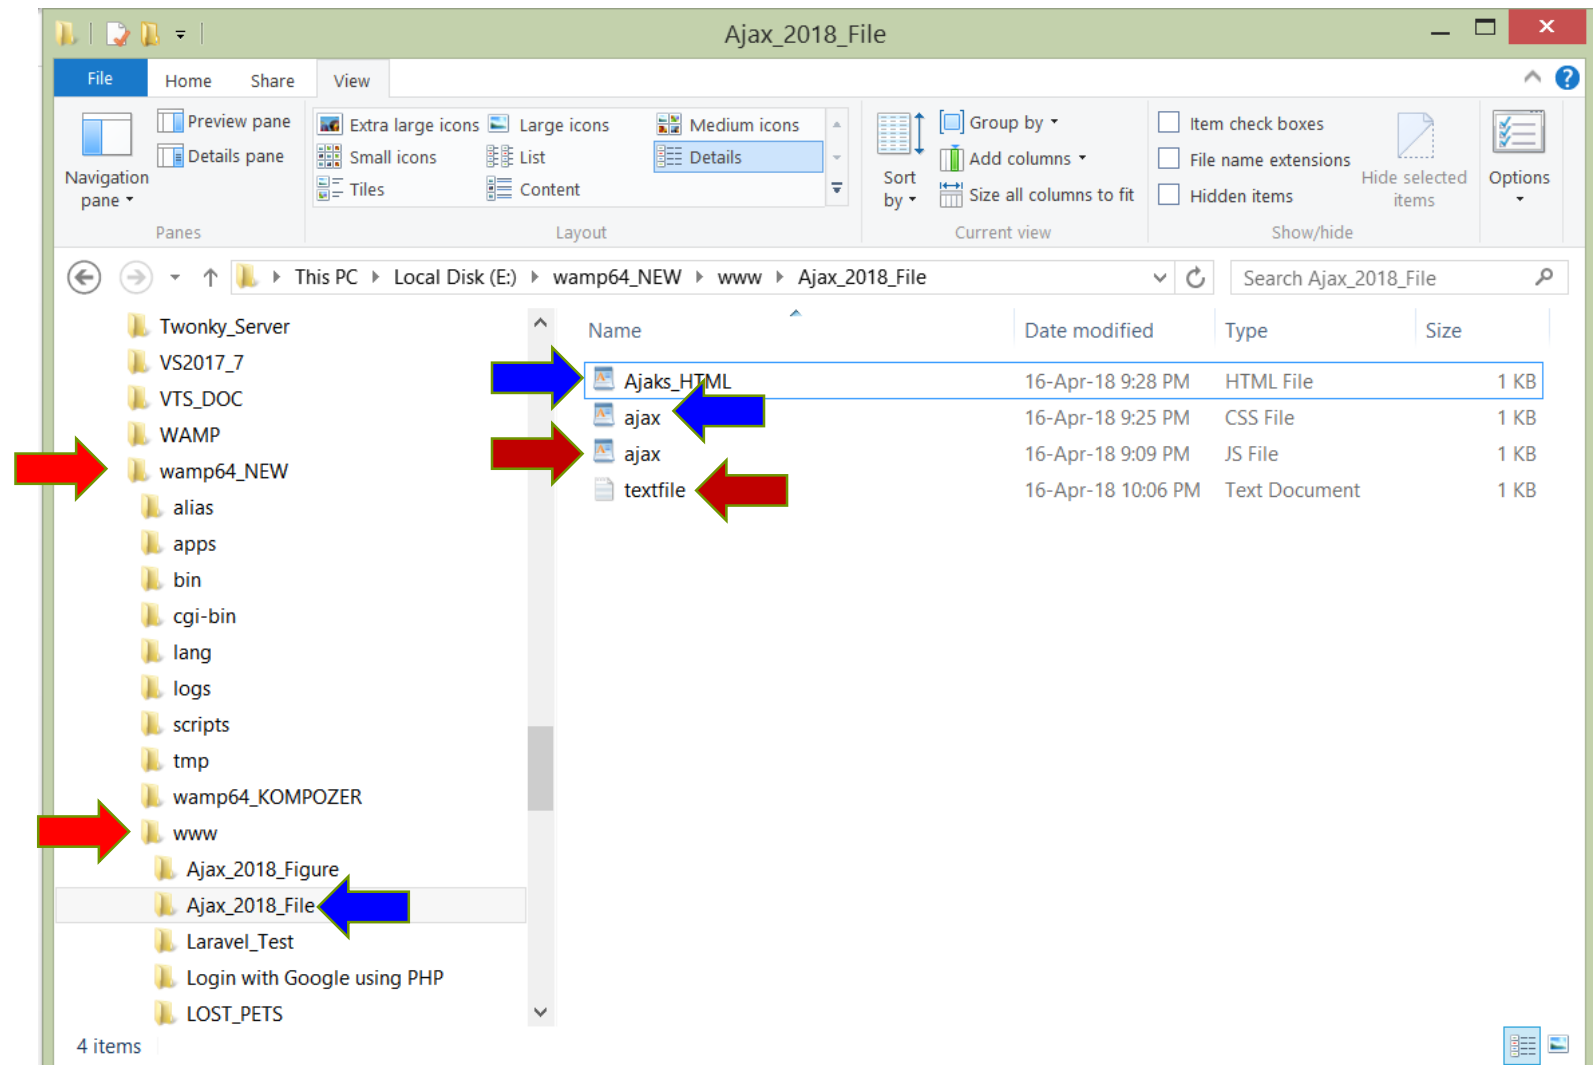 Ajax_2018_File
File Home Share View
Navigation pane
Preview pane
Details pane
Panes
Extra large icons Large icons Medium icons
Small icons List Details
Tiles Content
Layout
Sort by
Group by
Add columns
Size all columns to fit
Current view
Item check boxes
File name extensions
Hidden items
Hide selected items
Show/hide
Options
This PC Local Disk (E:) wamp64_NEW www Ajax_2018_File
Search Ajax_2018_File
Twonky_Server
VS2017_7
VTS_DOC
WAMP
wamp64_NEW
alias
apps
bin
cgi-bin
lang
logs
scripts
tmp
wamp64_KOMPOZER
www
Ajax_2018_Figure
Ajax_2018_File
Laravel_Test
Login with Google using PHP
LOST_PETS
Name Date modified Type Size
Ajaks_HTML 16-Apr-18 9:28 PM HTML File 1 KB
ajax 16-Apr-18 9:25 PM CSS File 1 KB
ajax 16-Apr-18 9:09 PM JS File 1 KB
textfile 16-Apr-18 10:06 PM Text Document 1 KB
4 items